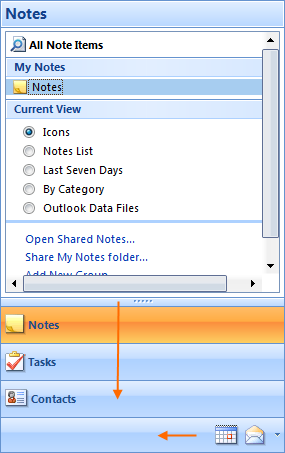 Notes
All Note Items
My Notes
Notes
Current View
Icons
Notes List
Last Seven Days
By Category
Outlook Data Files
Open Shared Notes...
Share My Notes folder...
Add New Group
Notes
Tasks
Contacts